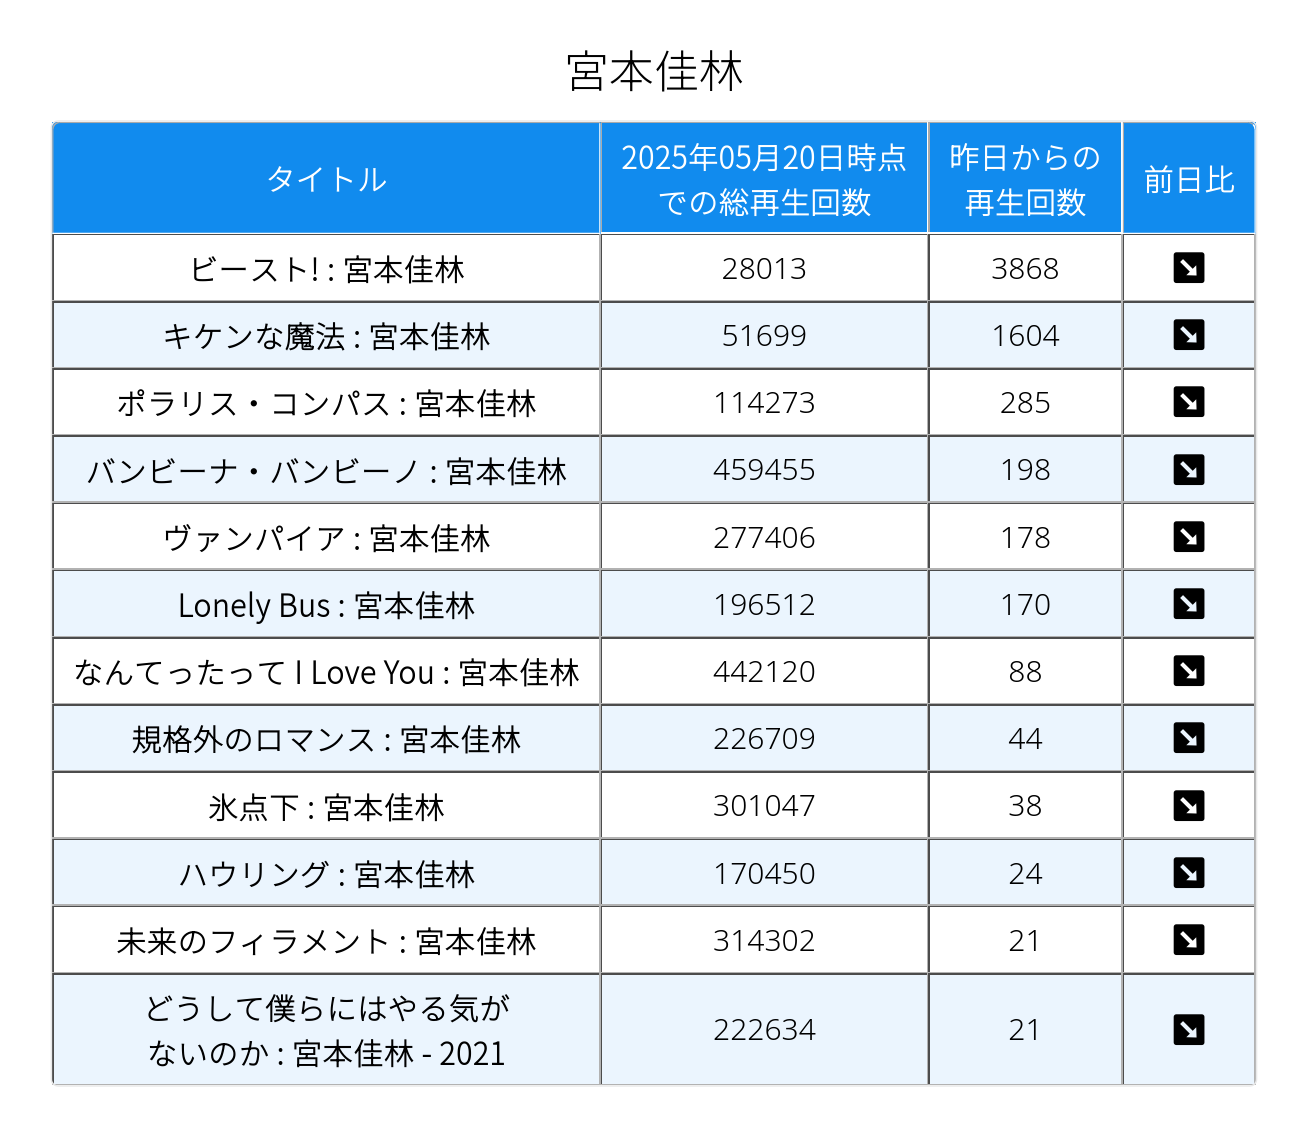 宮本佳林
タイトル
2025年05月20日時点
での総再生回数
昨日からの
再生回数
前日比
ビースト! : 宮本佳林 28013 3868
キケンな魔法 : 宮本佳林 51699 1604
ポラリス・コンパス : 宮本佳林 114273 285
バンビーナ・バンビーノ : 宮本佳林 459455 198
ヴァンパイア : 宮本佳林 277406 178
Lonely Bus : 宮本佳林 196512 170
なんてったって I Love You : 宮本佳林 442120 88
規格外のロマンス : 宮本佳林 226709 44
氷点下 : 宮本佳林 301047 38
ハウリング : 宮本佳林 170450 24
未来のフィラメント : 宮本佳林 314302 21
どうして僕らにはやる気が
ないのか : 宮本佳林 - 2021
222634 21